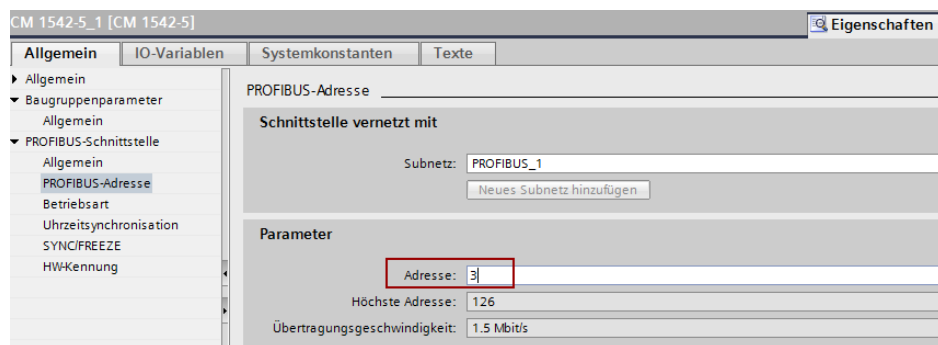 CM 1542-5_1 [CM 1542-5]
Eigenschaften
Allgemein IO-Variablen Systemkonstanten Texte
Allgemein
Baugruppenparameter
Allgemein
PROFIBUS-Schnittstelle
Allgemein
PROFIBUS-Adresse
Betriebsart
Uhrzeitsynchronisation
SYNC/FREEZE
HW-Kennung
PROFIBUS-Adresse
Schnittstelle vernetzt mit
Subnetz: PROFIBUS_1
Neues Subnetz hinzufügen
Parameter
Adresse: 3
Höchste Adresse: 126
Übertragungsgeschwindigkeit: 1.5 Mbit/s